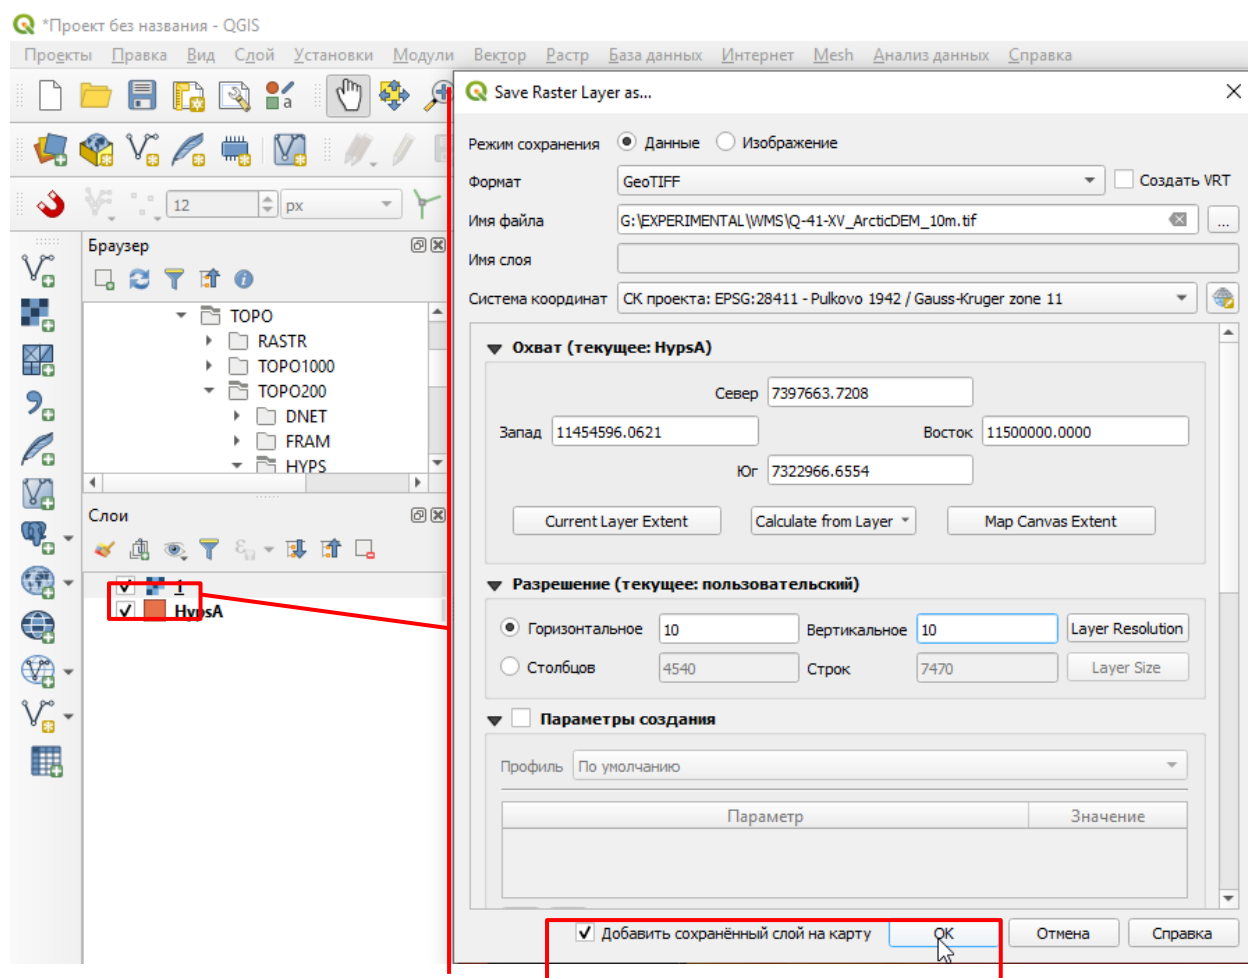 *Проект без названия - QGIS
Проекты Правка Вид Слой Установки Модули Вектор Растр База данных Интернет Mesh Анализ данных Справка
a
12 px
Браузер
TOPO
RASTR
TOPO1000
TOPO200
DNET
FRAM
HYPS
Слои
1
HypsA
Save Raster Layer as...
Режим сохранения Данные Изображение
Формат GeoTIFF Создать VRT
Имя файла G:\EXPERIMENTAL\WMS\Q-41-XV_ArcticDEM_10m.tif ...
Имя слоя
Система координат СК проекта: EPSG:28411 - Pulkovo 1942 / Gauss-Kruger zone 11
Охват (текущее: HypsA)
Север 7397663.7208
Запад 11454596.0621 Восток 11500000.0000
Юг 7322966.6554
Current Layer Extent Calculate from Layer Map Canvas Extent
Разрешение (текущее: пользовательский)
Горизонтальное 10 Вертикальное 10 Layer Resolution
Столбцов 4540 Строк 7470 Layer Size
Параметры создания
Профиль По умолчанию
Параметр Значение
Добавить сохранённый слой на карту OK Отмена Справка